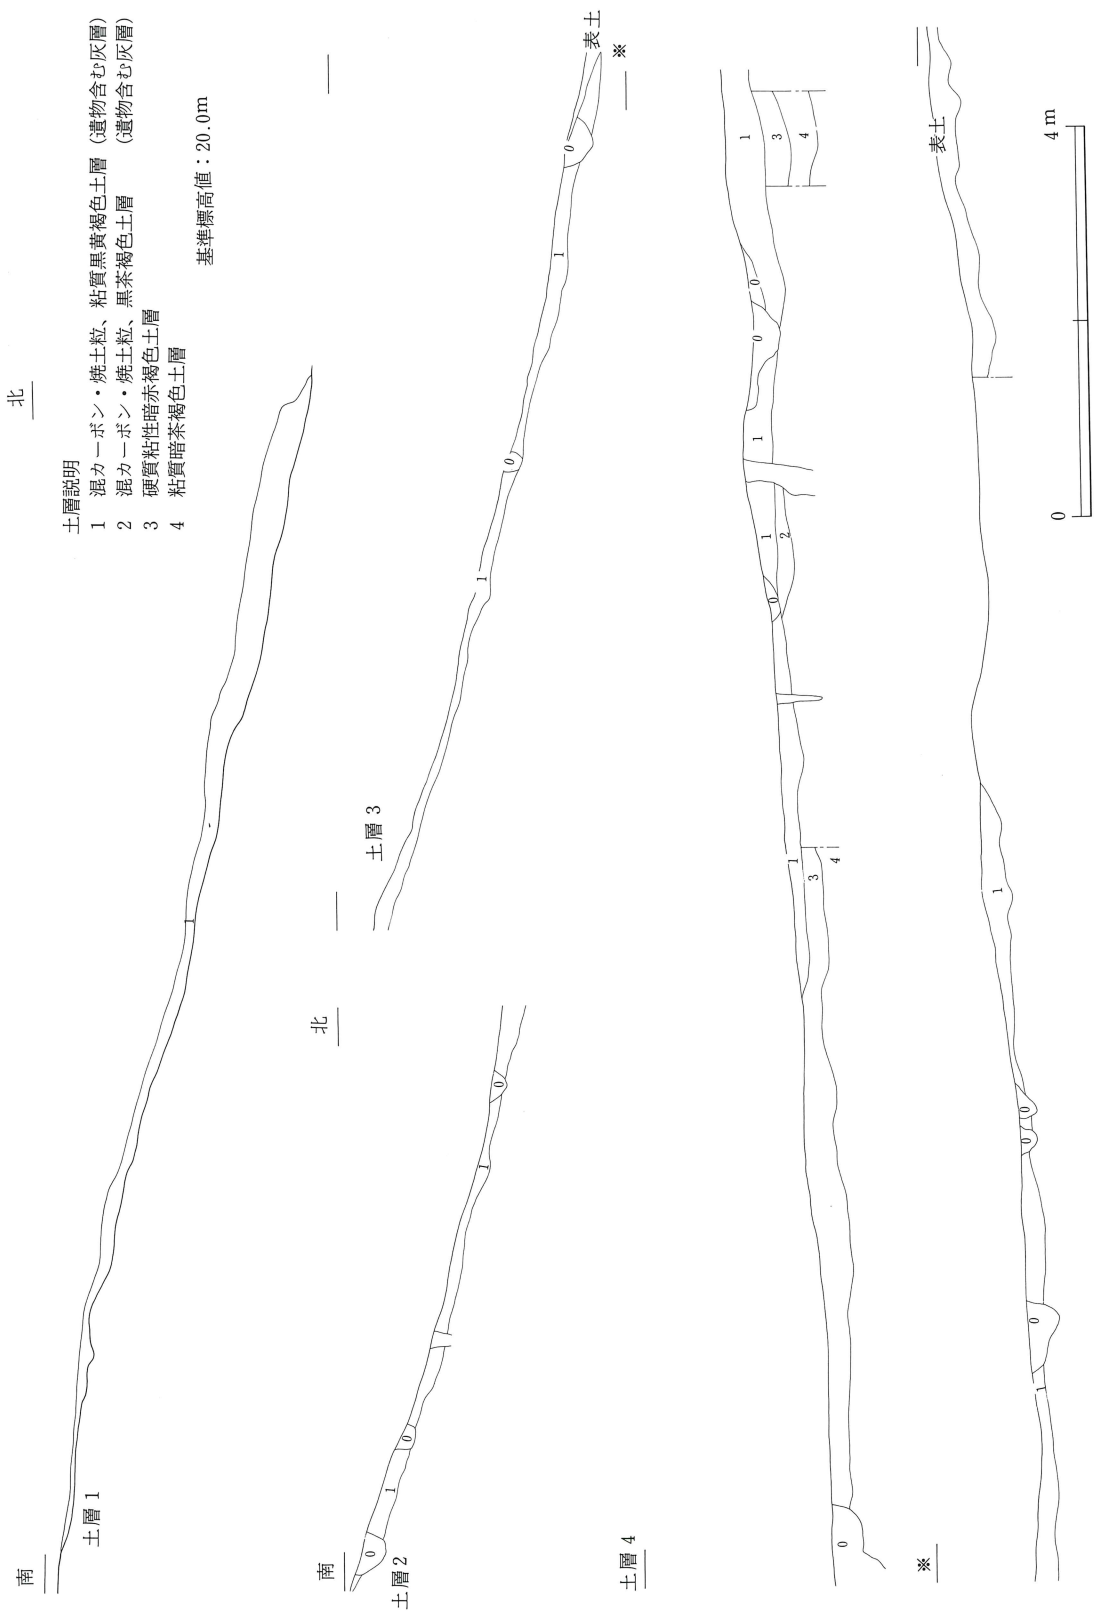 北
土層説明
1 混カーボン・焼土粒、粘質黒黄褐色土層（遺物含む灰層）
2 混カーボン・焼土粒、黒茶褐色土層（遺物含む灰層）
3 硬質粘性暗赤褐色土層
4 粘質暗茶褐色土層
基準標高値：20.0m
南
土層 1
1
北
南
土層 2
0
1
0
1
0
土層 3
1
0
1
0
表土
※
土層 4
0
1
3
4
0
1
2
1
0
0
1
3
4
※
1
0
0
0
1
表土
0
4 m